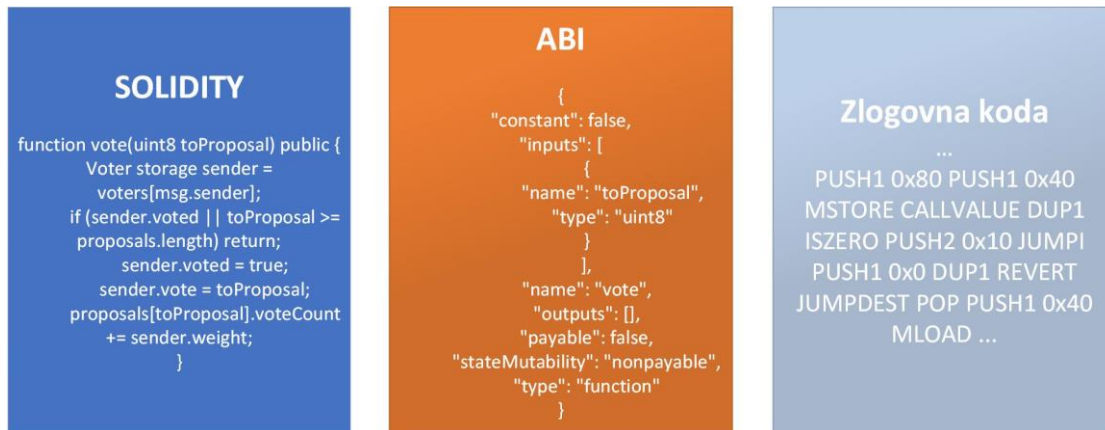 SOLIDITY
function vote(uint8 toProposal) public {
Voter storage sender =
voters[msg.sender];
if (sender.voted || toProposal >=
proposals.length) return;
sender.voted = true;
sender.vote = toProposal;
proposals[toProposal].voteCount
+= sender.weight;
}
ABI
{
"constant": false,
"inputs": [
{
"name": "toProposal",
"type": "uint8"
}
],
"name": "vote",
"outputs": [],
"payable": false,
"stateMutability": "nonpayable",
"type": "function"
}
Zlogovna koda
...
PUSH1 0x80 PUSH1 0x40
MSTORE CALLVALUE DUP1
ISZERO PUSH2 0x10 JUMPI
PUSH1 0x0 DUP1 REVERT
JUMPDEST POP PUSH1 0x40
MLOAD ...